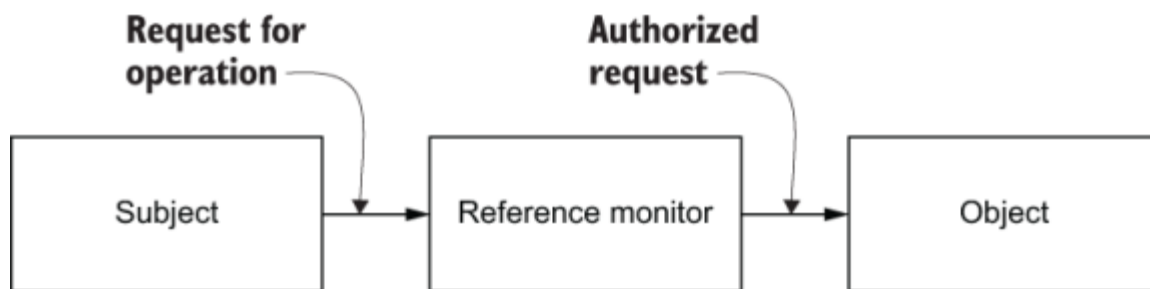 Request for
operation
Authorized
request
Subject
Reference monitor
Object